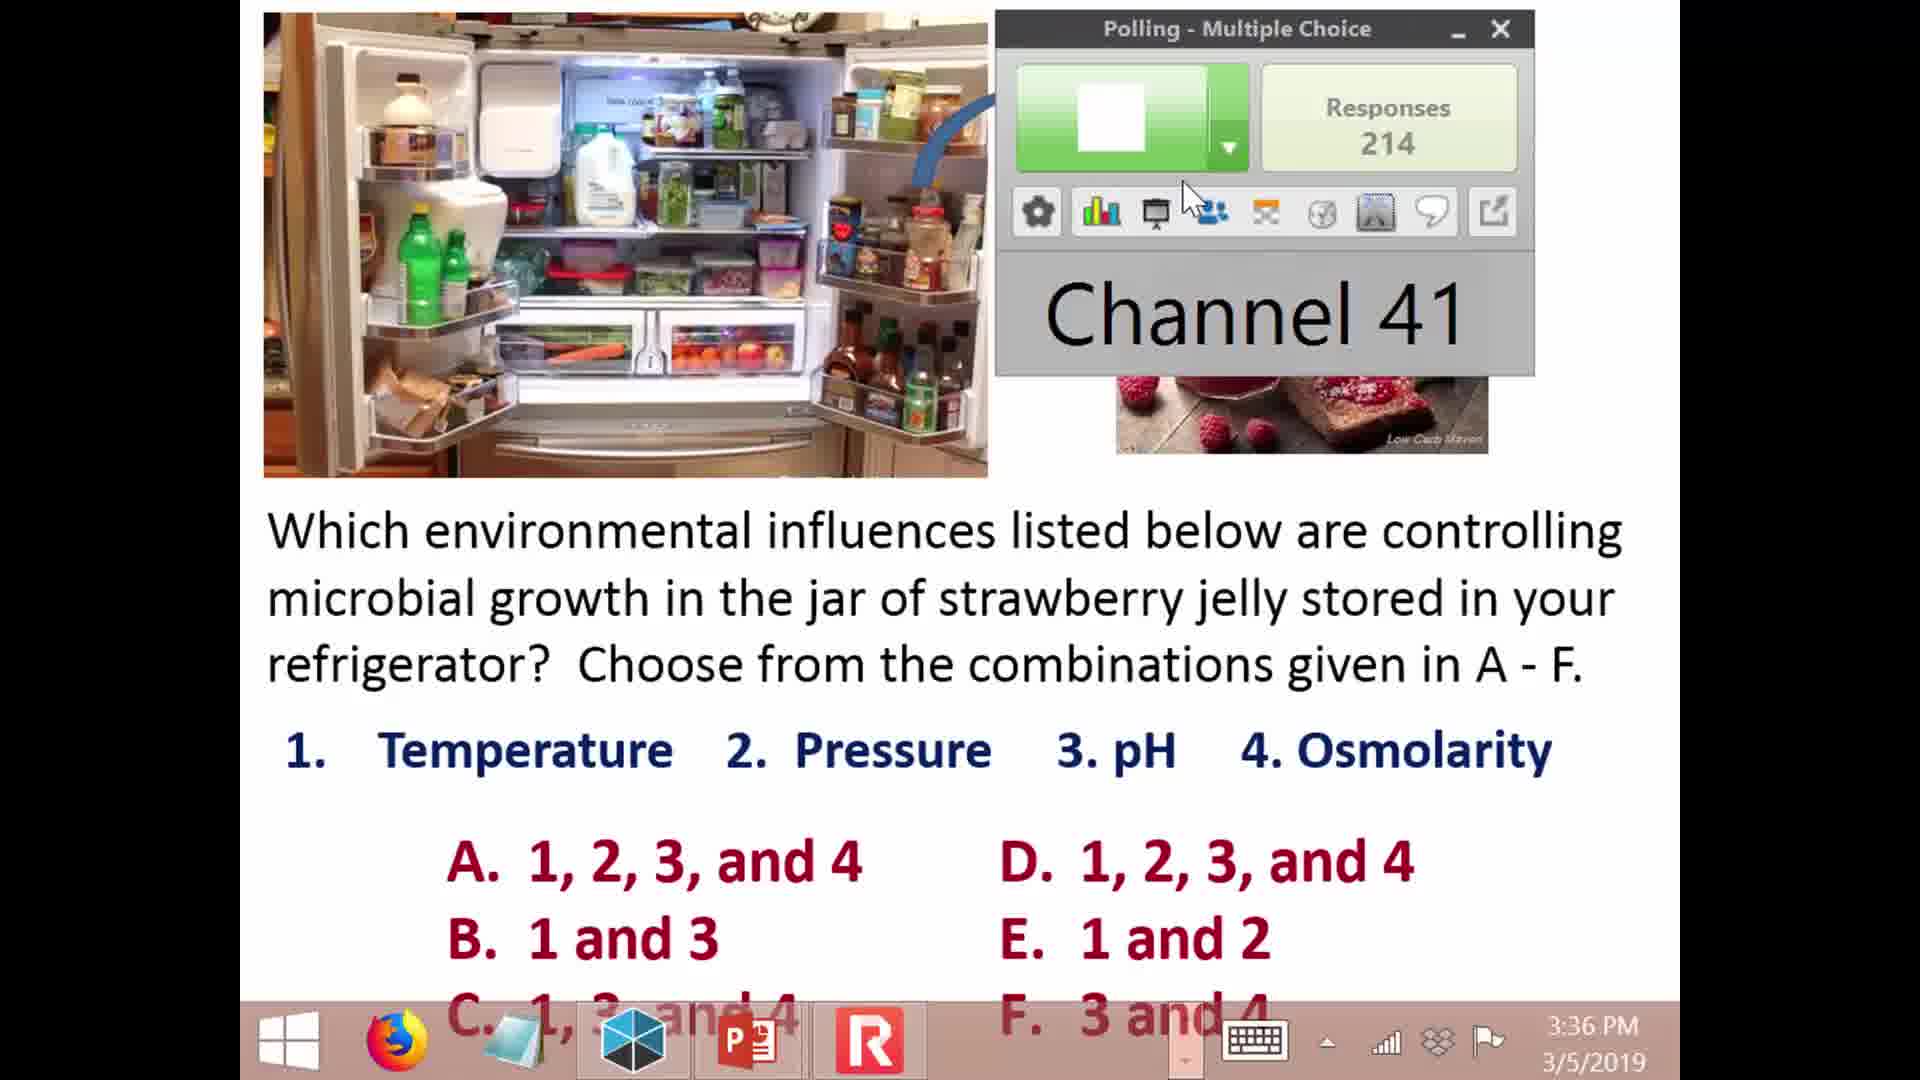 Polling - Multiple Choice
Responses
214
Channel 41
Low Carb Maven
Which environmental influences listed below are controlling
microbial growth in the jar of strawberry jelly stored in your
refrigerator? Choose from the combinations given in A - F.
1. Temperature 2. Pressure 3. pH 4. Osmolarity
A. 1, 2, 3, and 4 D. 1, 2, 3, and 4
B. 1 and 3 E. 1 and 2
C. 1, 3, and 4 F. 3 and 4
3:36 PM
3/5/2019